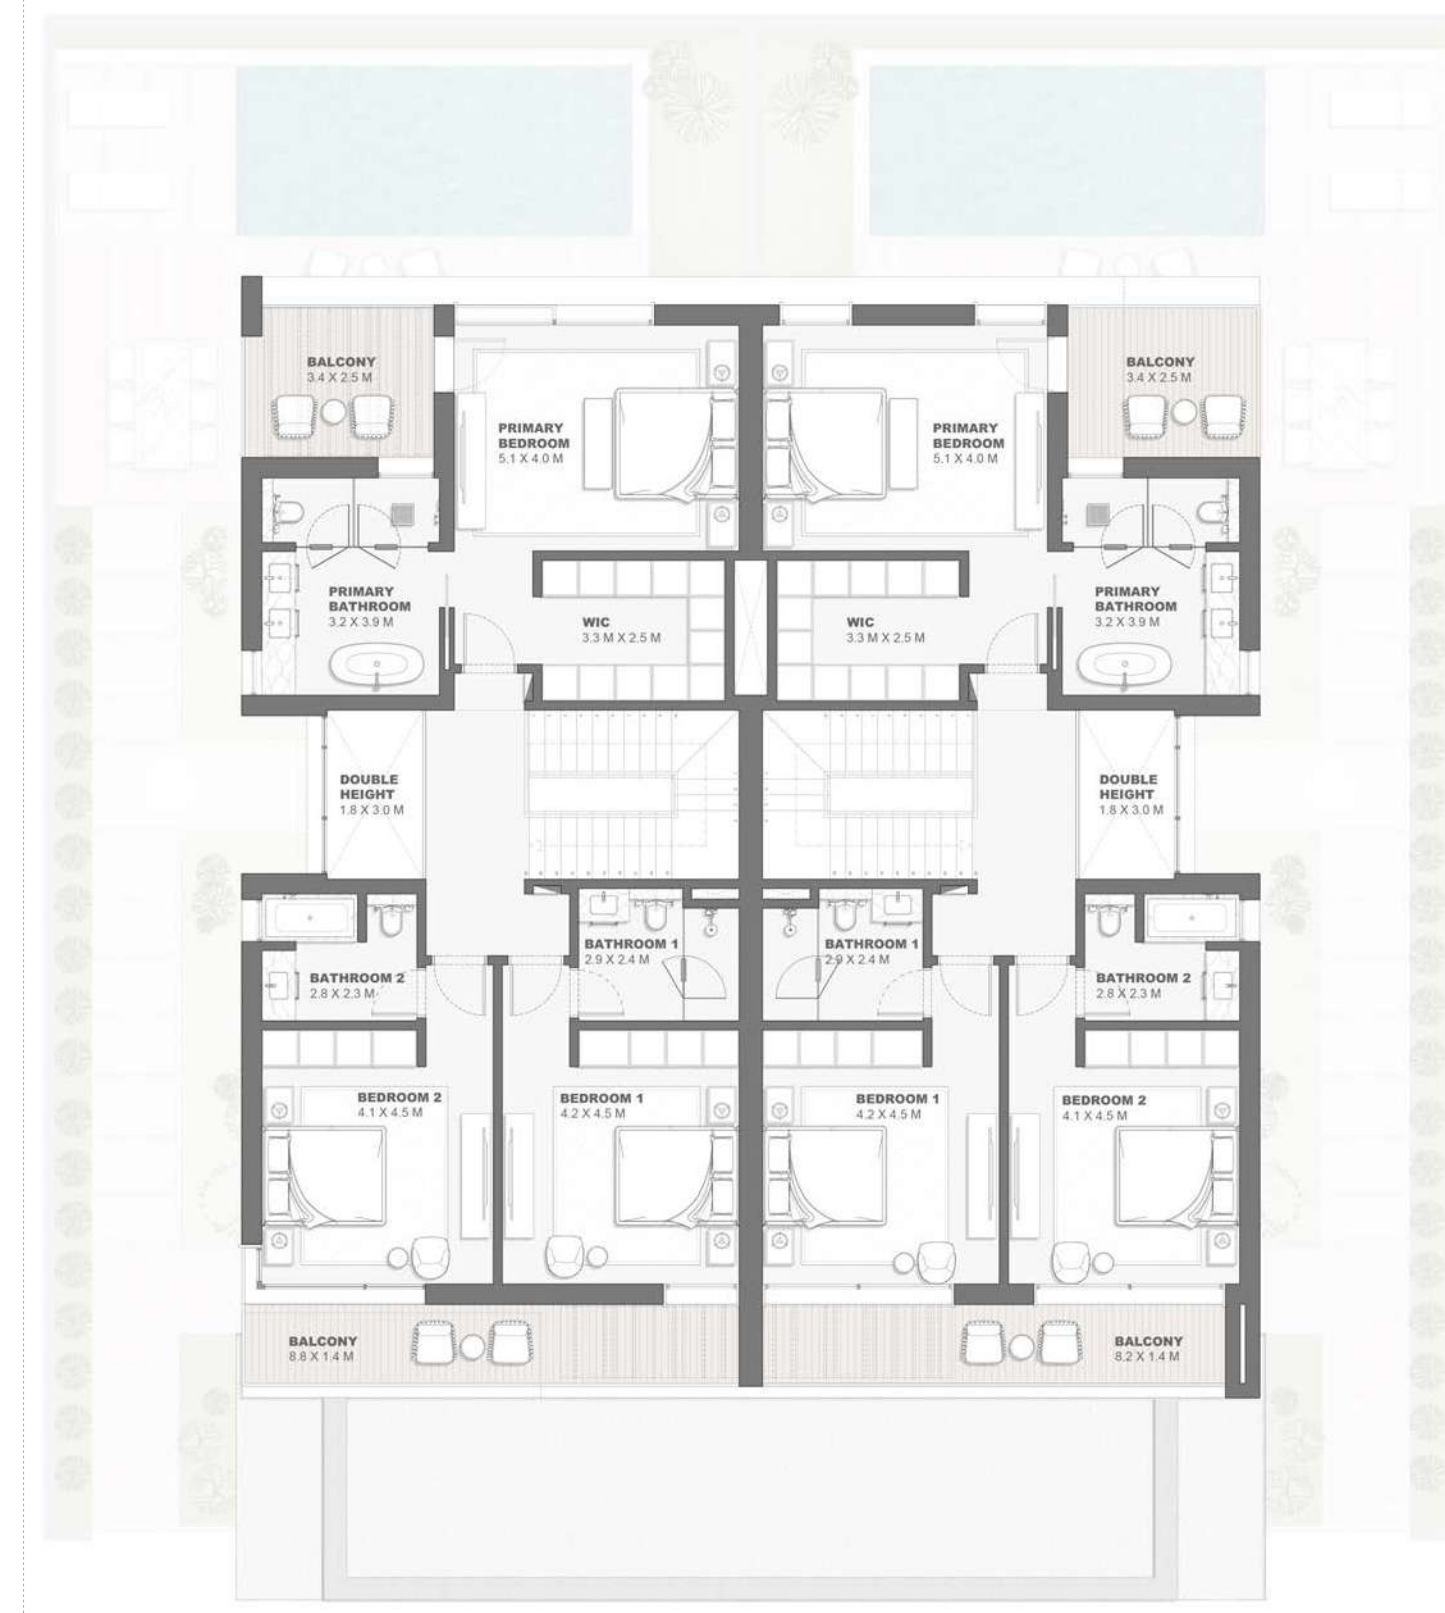 BALCONY
3.4 X 2.5 M
BALCONY
3.4 X 2.5 M
PRIMARY
BEDROOM
5.1 X 4.0 M
PRIMARY
BEDROOM
5.1 X 4.0 M
PRIMARY
BATHROOM
3.2 X 3.9 M
WIC
3.3 M X 2.5 M
WIC
3.3 M X 2.5 M
PRIMARY
BATHROOM
3.2 X 3.9 M
DOUBLE
HEIGHT
1.8 X 3.0 M
DOUBLE
HEIGHT
1.8 X 3.0 M
BATHROOM 2
2.8 X 2.3 M
BATHROOM 1
2.9 X 2.4 M
BATHROOM 1
2.9 X 2.4 M
BATHROOM 2
2.8 X 2.3 M
BEDROOM 2
4.1 X 4.5 M
BEDROOM 1
4.2 X 4.5 M
BEDROOM 1
4.2 X 4.5 M
BEDROOM 2
4.1 X 4.5 M
BALCONY
8.8 X 1.4 M
BALCONY
8.2 X 1.4 M